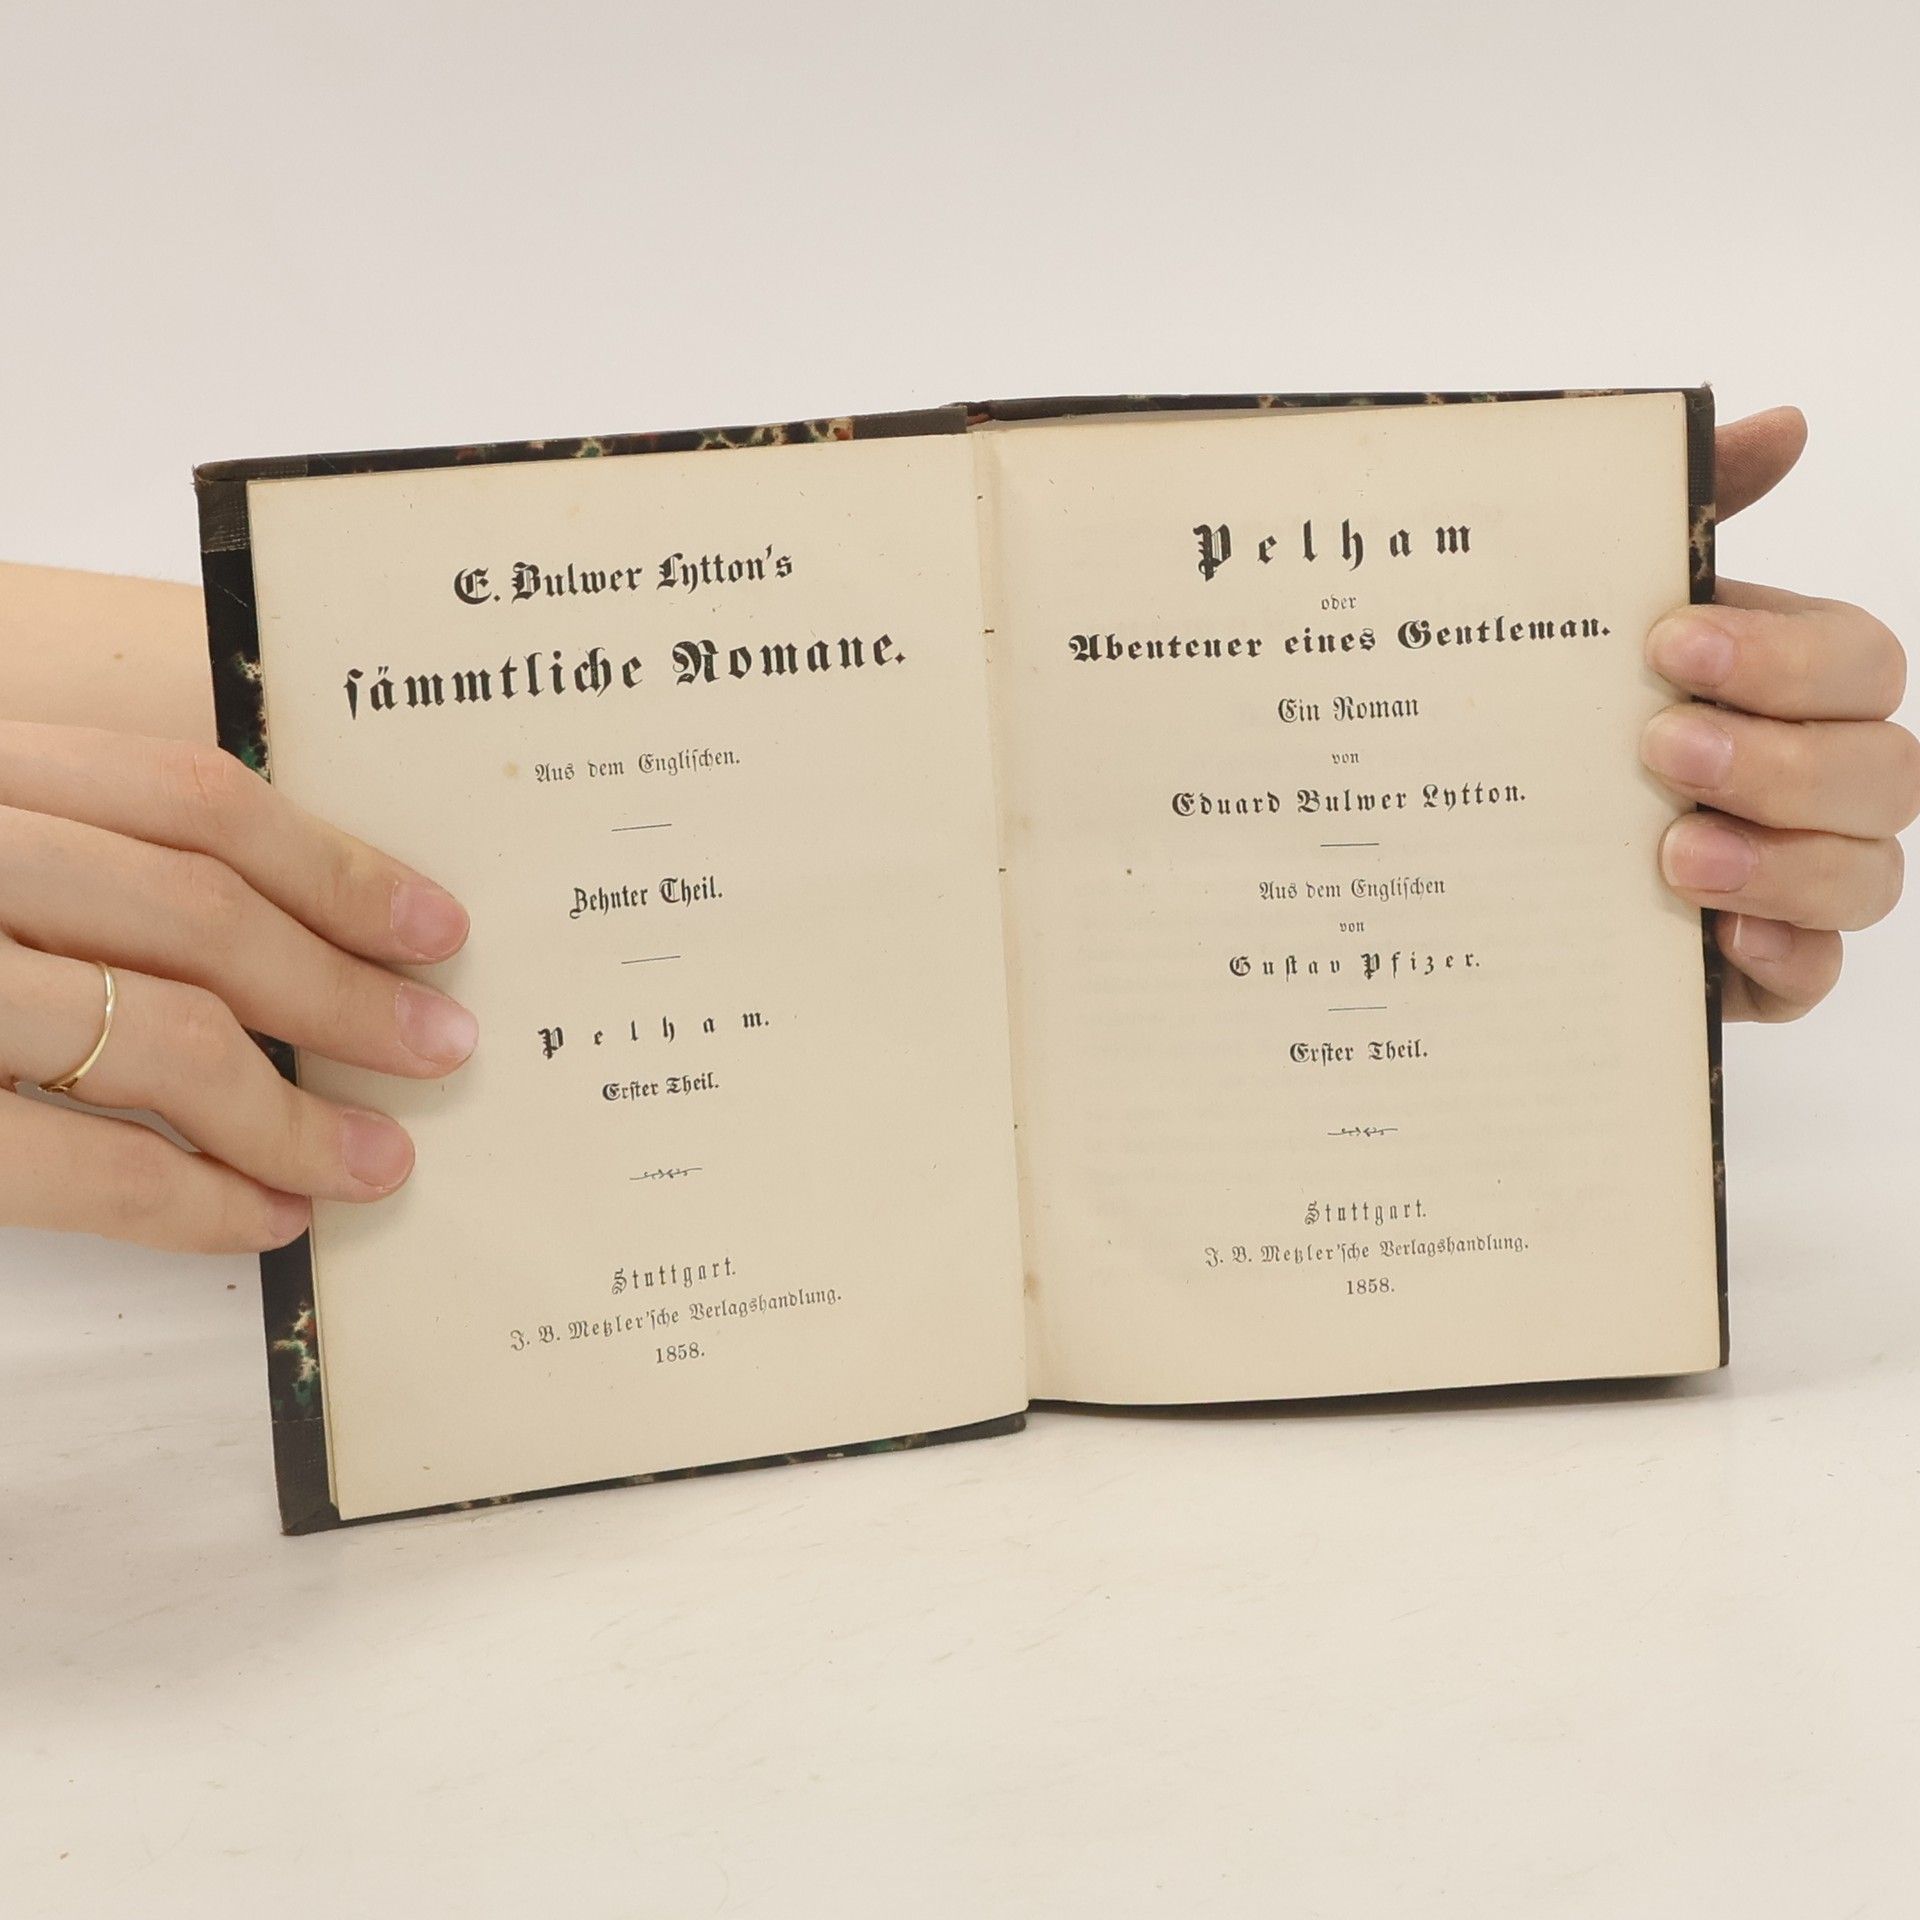 E. Bulwer Lytton's
ſämmtliche Romane.
Aus dem Engliſchen.
Zehnter Theil.
Pelham.
Erſter Theil.
Stuttgart.
J. B. Metzler'ſche Verlagshandlung.
1858.
Pelham
oder
Abenteuer eines Gentleman.
Ein Roman
von
Eduard Bulwer Lytton.
Aus dem Engliſchen
von
Guſtav Pfizer.
Erſter Theil.
Stuttgart.
J. B. Metzler'ſche Verlagshandlung.
1858.